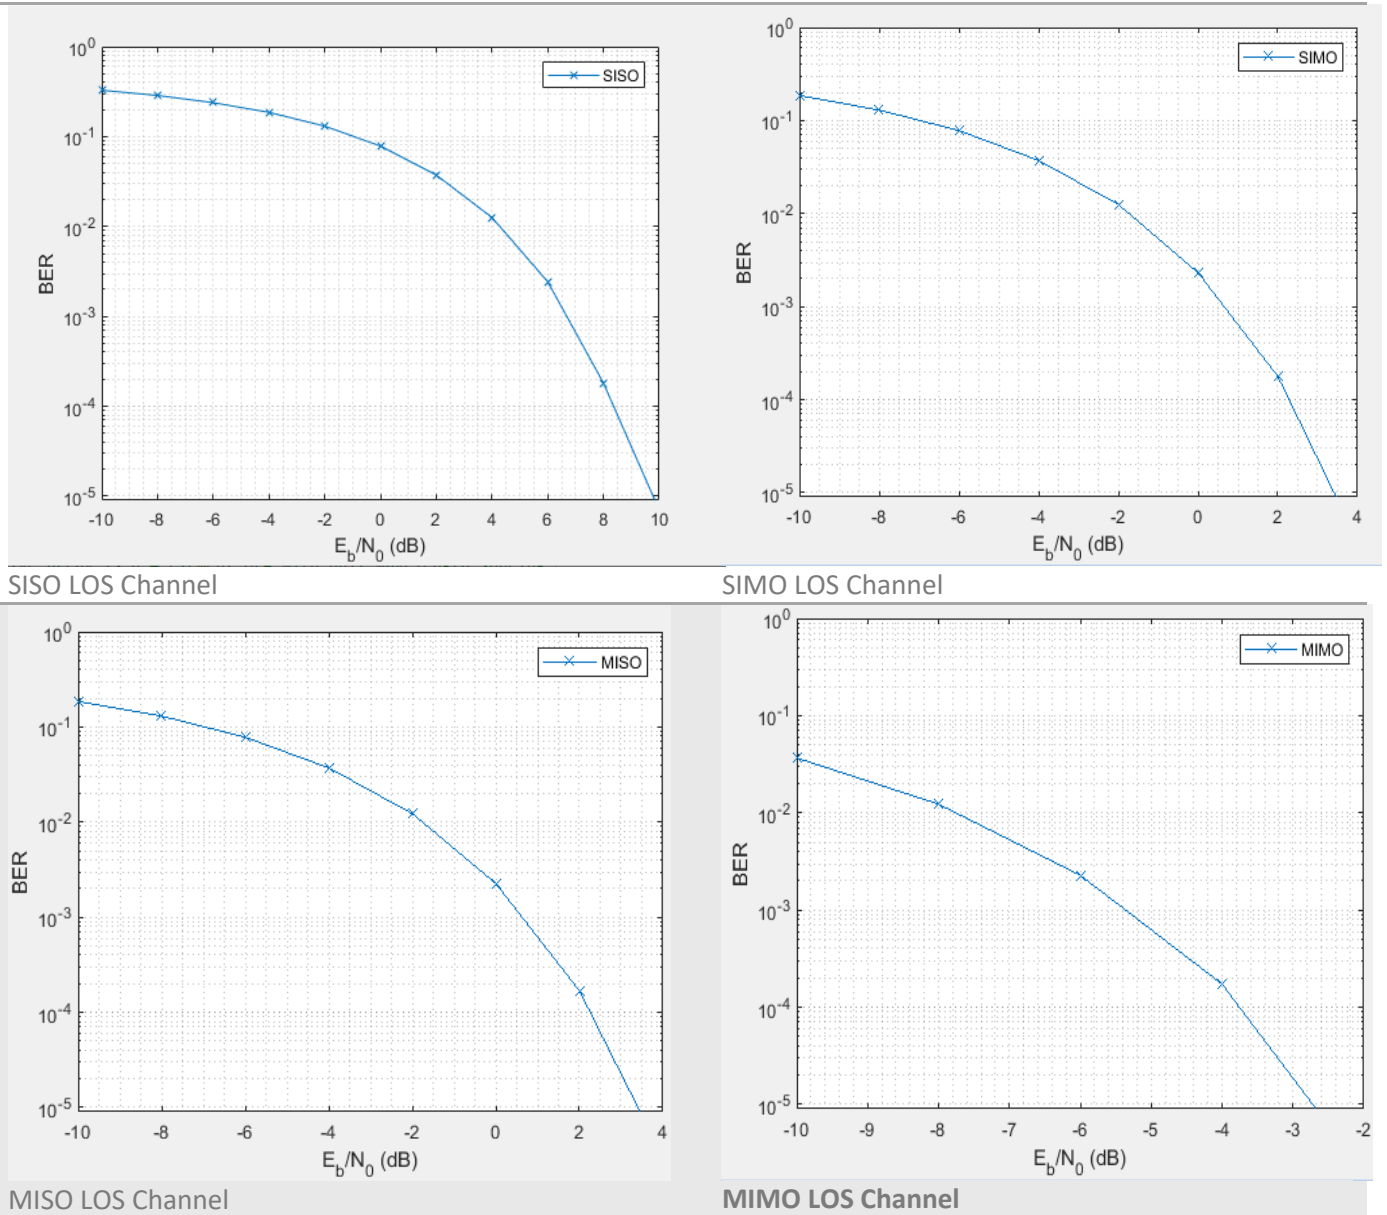 SISO
10^0
10^-1
10^-2
10^-3
10^-4
10^-5
BER
-10 -8 -6 -4 -2 0 2 4 6 8 10
E_b/N_0 (dB)
SISO LOS Channel
SIMO
10^0
10^-1
10^-2
10^-3
10^-4
10^-5
BER
-10 -8 -6 -4 -2 0 2 4
E_b/N_0 (dB)
SIMO LOS Channel
MISO
10^0
10^-1
10^-2
10^-3
10^-4
10^-5
BER
-10 -8 -6 -4 -2 0 2 4
E_b/N_0 (dB)
MISO LOS Channel
MIMO
10^0
10^-1
10^-2
10^-3
10^-4
10^-5
BER
-10 -9 -8 -7 -6 -5 -4 -3 -2
E_b/N_0 (dB)
MIMO LOS Channel